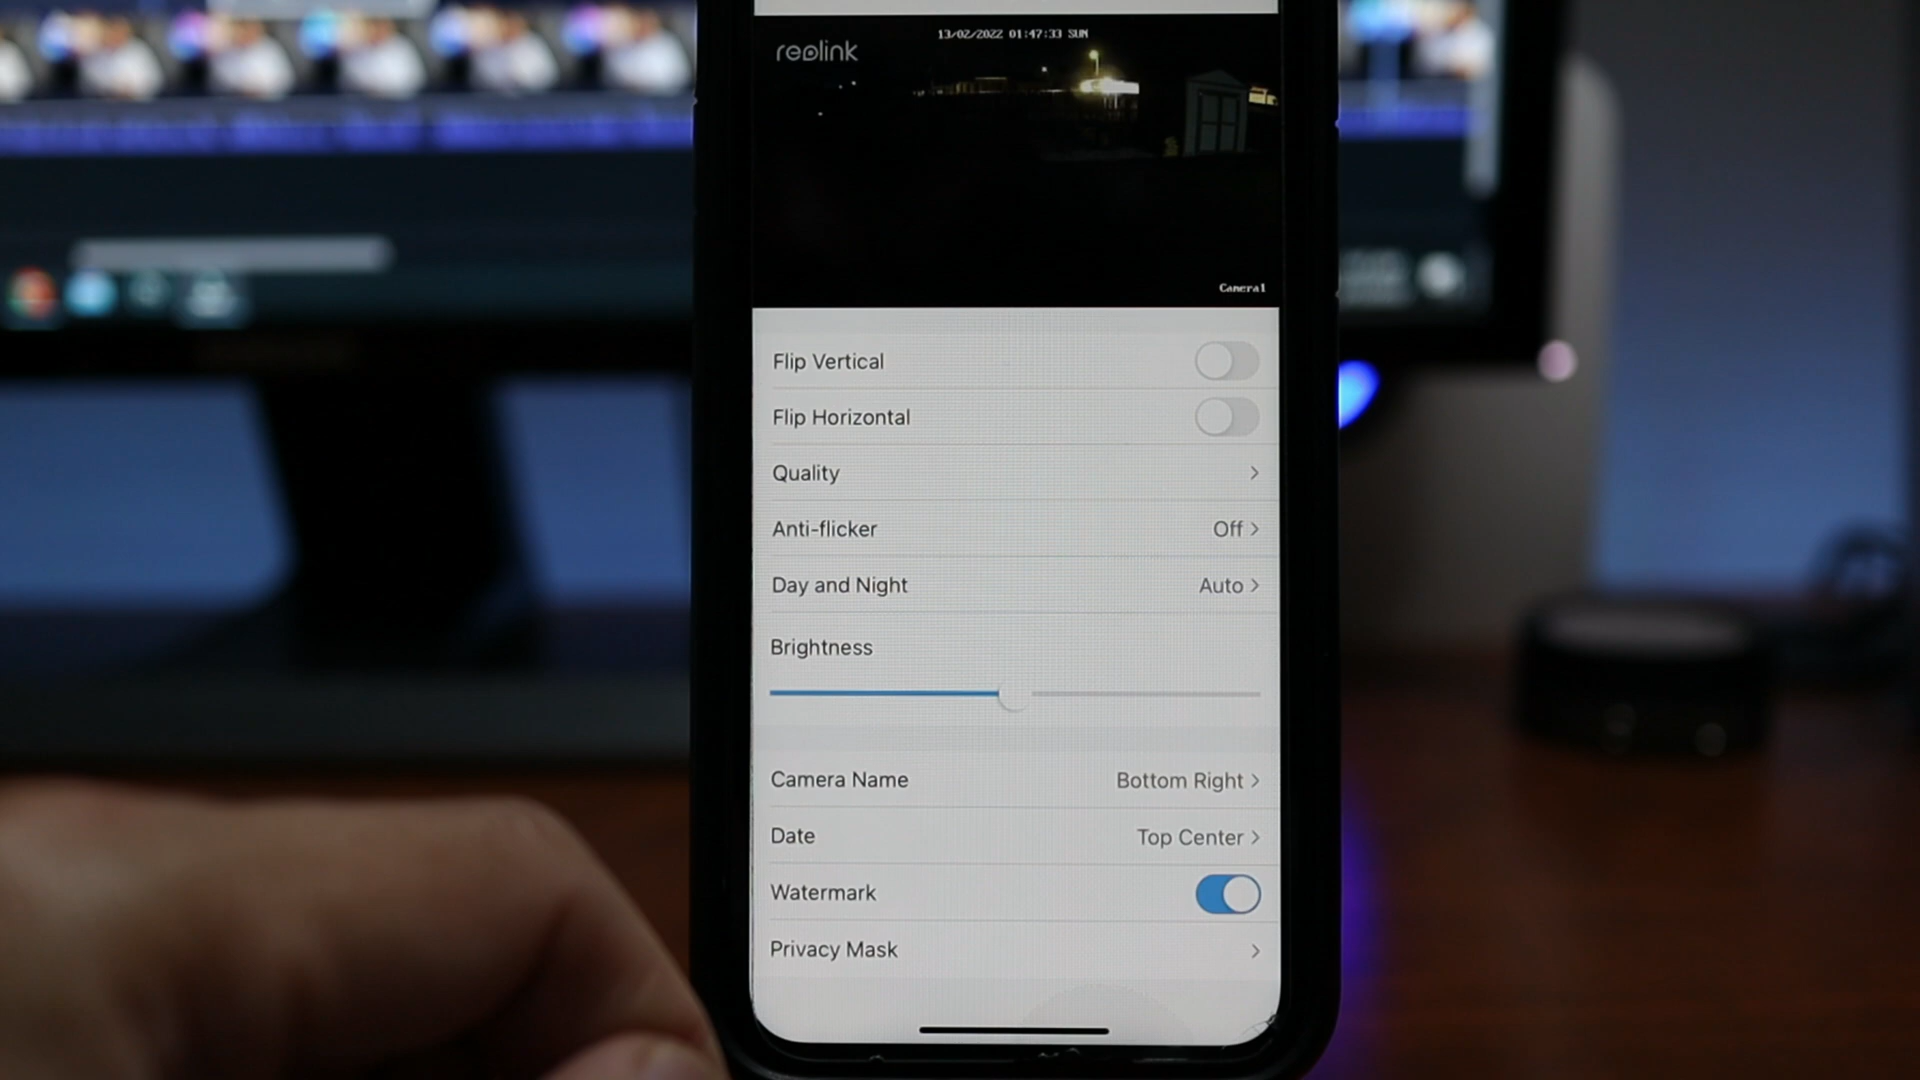 13/02/2022 01:47:33 SUN
reolink
Camera1
Flip Vertical
Flip Horizontal
Quality
Anti-flicker Off
Day and Night Auto
Brightness
Camera Name Bottom Right
Date Top Center
Watermark
Privacy Mask